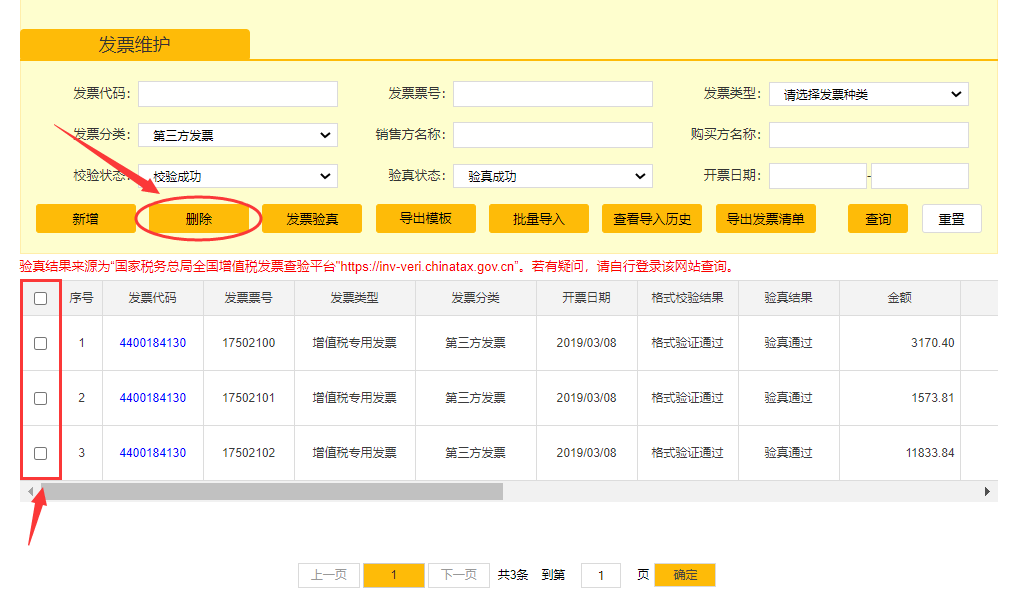 发票维护
发票代码: 发票票号: 发票类型: 请选择发票种类
发票分类: 第三方发票 销售方名称: 购买方名称:
校验状态: 校验成功 验真状态: 验真成功 开票日期: -
新增 删除 发票验真 导出模板 批量导入 查看导入历史 导出发票清单 查询 重置
验真结果来源为“国家税务总局全国增值税发票查验平台”https://inv-veri.chinatax.gov.cn”。若有疑问，请自行登录该网站查询。
序号 发票代码 发票票号 发票类型 发票分类 开票日期 格式校验结果 验真结果 金额
1 4400184130 17502100 增值税专用发票 第三方发票 2019/03/08 格式验证通过 验真通过 3170.40
2 4400184130 17502101 增值税专用发票 第三方发票 2019/03/08 格式验证通过 验真通过 1573.81
3 4400184130 17502102 增值税专用发票 第三方发票 2019/03/08 格式验证通过 验真通过 11833.84
上一页 1 下一页 共3条 到第 1 页 确定